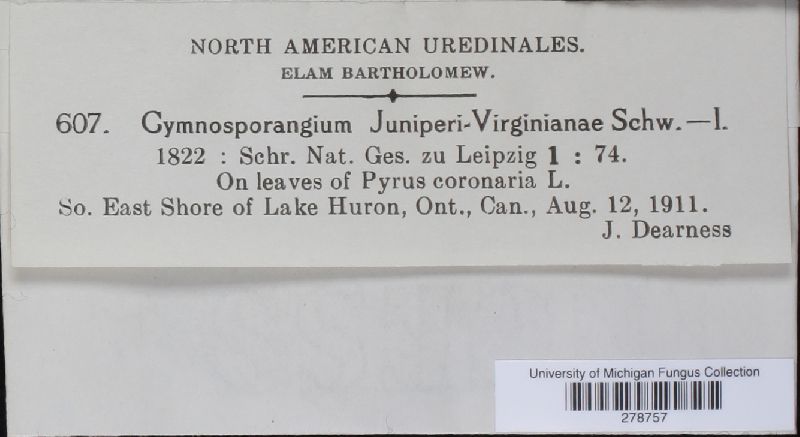 NORTH AMERICAN UREDINALES.
ELAM BARTHOLOMEW.
607. Gymnosporangium Juniperi-Virginianae Schw.—I.
1822 : Schr. Nat. Ges. zu Leipzig 1 : 74.
On leaves of Pyrus coronaria L.
So. East Shore of Lake Huron, Ont., Can., Aug. 12, 1911.
J. Dearness
University of Michigan Fungus Collection
278757